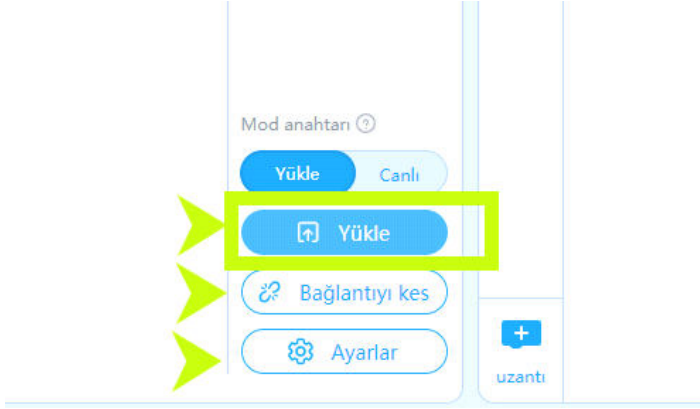 Mod anahtarı ?
Yükle Canlı
Yükle
Bağlantıyı kes
Ayarlar
uzantı